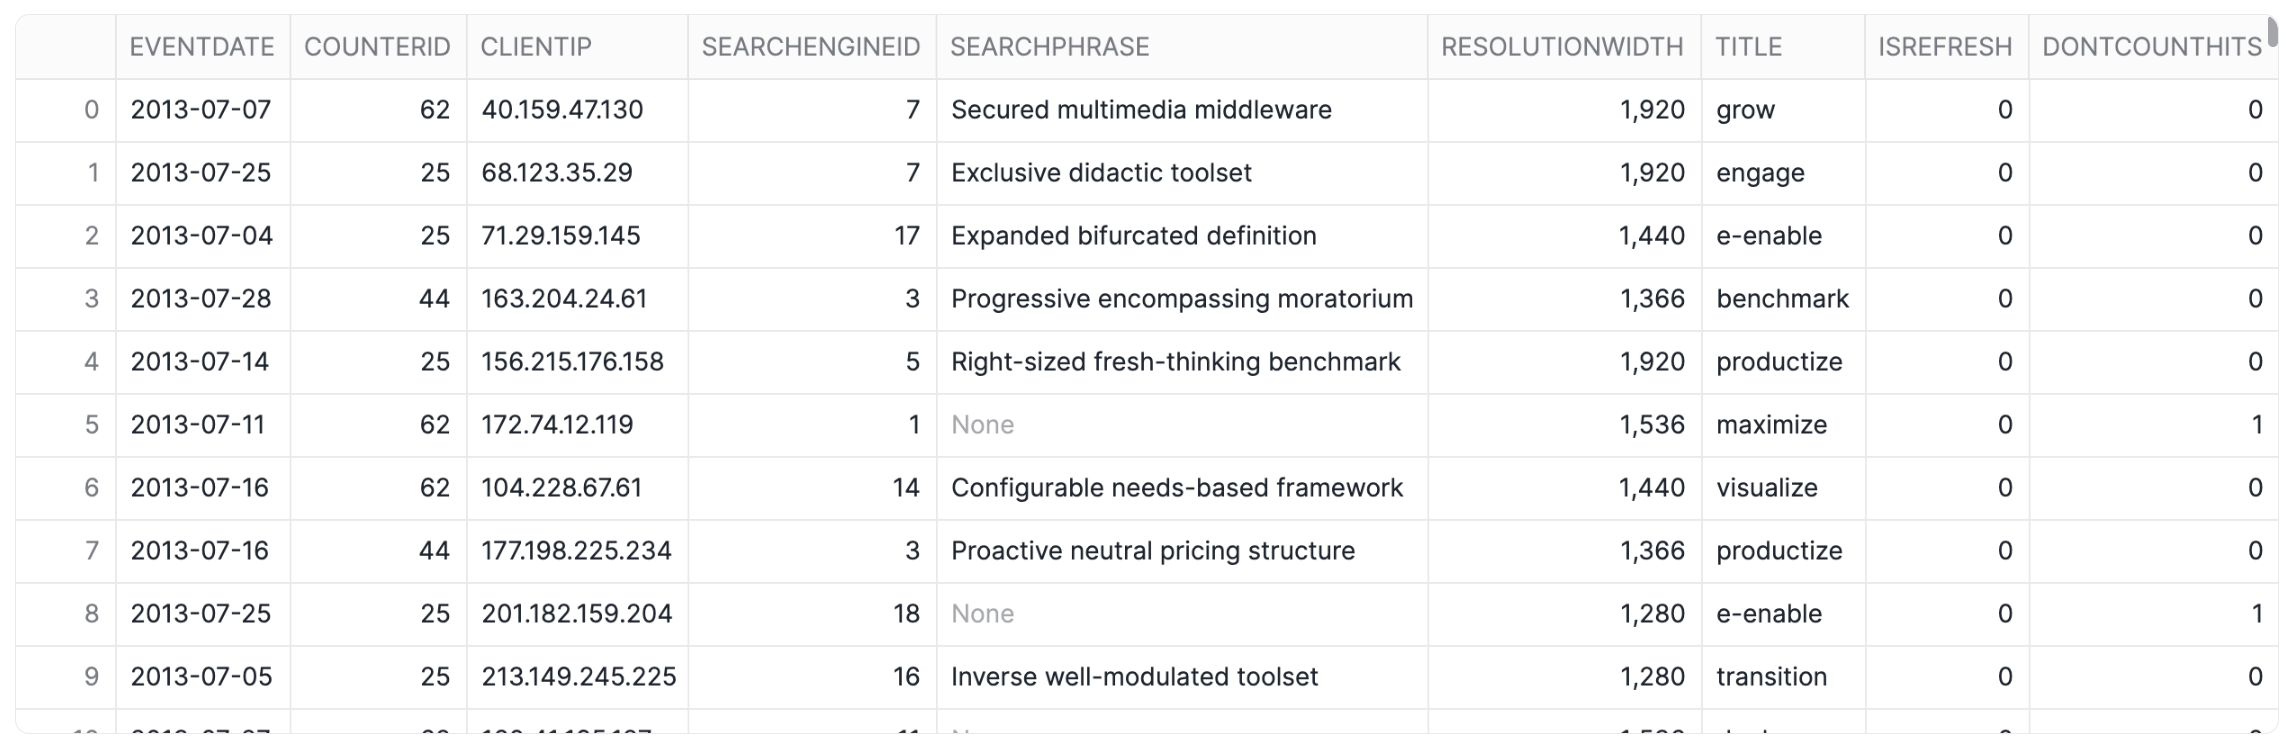 EVENTDATE COUNTERID CLIENTIP SEARCHENGINEID SEARCHPHRASE RESOLUTIONWIDTH TITLE ISREFRESH DONTCOUNTHITS
0 2013-07-07 62 40.159.47.130 7 Secured multimedia middleware 1,920 grow 0 0
1 2013-07-25 25 68.123.35.29 7 Exclusive didactic toolset 1,920 engage 0 0
2 2013-07-04 25 71.29.159.145 17 Expanded bifurcated definition 1,440 e-enable 0 0
3 2013-07-28 44 163.204.24.61 3 Progressive encompassing moratorium 1,366 benchmark 0 0
4 2013-07-14 25 156.215.176.158 5 Right-sized fresh-thinking benchmark 1,920 productize 0 0
5 2013-07-11 62 172.74.12.119 1 None 1,536 maximize 0 1
6 2013-07-16 62 104.228.67.61 14 Configurable needs-based framework 1,440 visualize 0 0
7 2013-07-16 44 177.198.225.234 3 Proactive neutral pricing structure 1,366 productize 0 0
8 2013-07-25 25 201.182.159.204 18 None 1,280 e-enable 0 1
9 2013-07-05 25 213.149.245.225 16 Inverse well-modulated toolset 1,280 transition 0 0